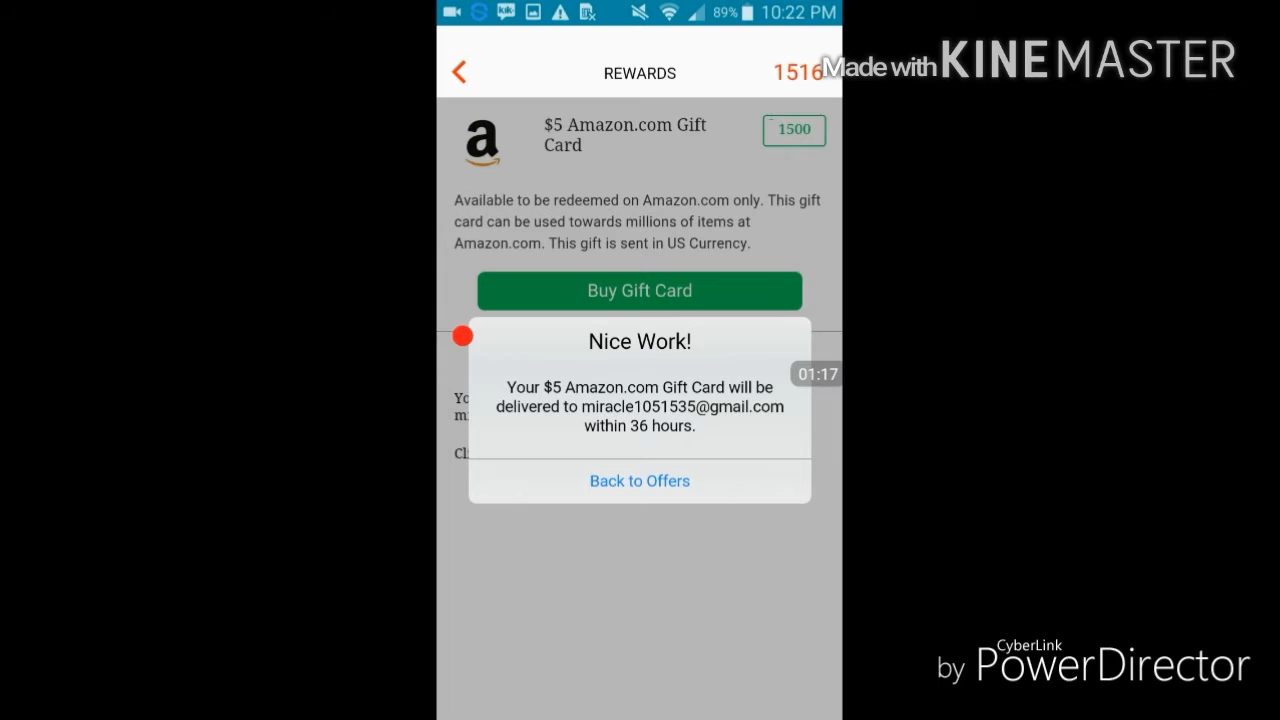 89% 10:22 PM
REWARDS
1516
Made with KINEMASTER
$5 Amazon.com Gift
Card
1500
Available to be redeemed on Amazon.com only. This gift
card can be used towards millions of items at
Amazon.com. This gift is sent in US Currency.
Buy Gift Card
Nice Work!
01:17
Your $5 Amazon.com Gift Card will be
delivered to miracle1051535@gmail.com
within 36 hours.
Back to Offers
CyberLink
by PowerDirector